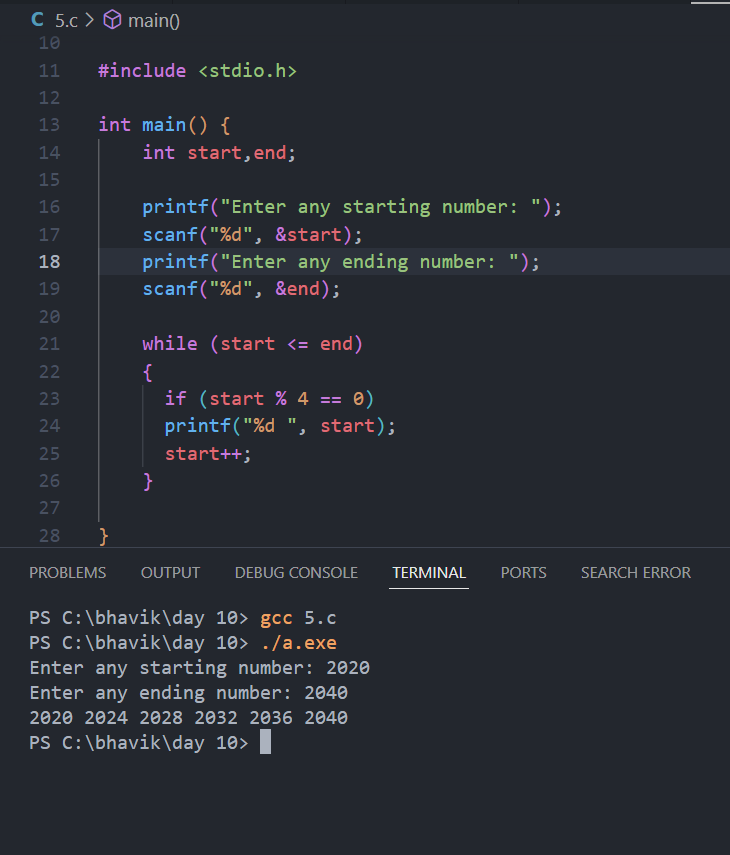 C 5.c > main()
10
11 #include <stdio.h>
12
13 int main() {
14 int start,end;
15
16 printf("Enter any starting number: ");
17 scanf("%d", &start);
18 printf("Enter any ending number: ");
19 scanf("%d", &end);
20
21 while (start <= end)
22 {
23 if (start % 4 == 0)
24 printf("%d ", start);
25 start++;
26 }
27
28 }
PROBLEMS OUTPUT DEBUG CONSOLE TERMINAL PORTS SEARCH ERROR
PS C:\bhavik\day 10> gcc 5.c
PS C:\bhavik\day 10> ./a.exe
Enter any starting number: 2020
Enter any ending number: 2040
2020 2024 2028 2032 2036 2040
PS C:\bhavik\day 10>